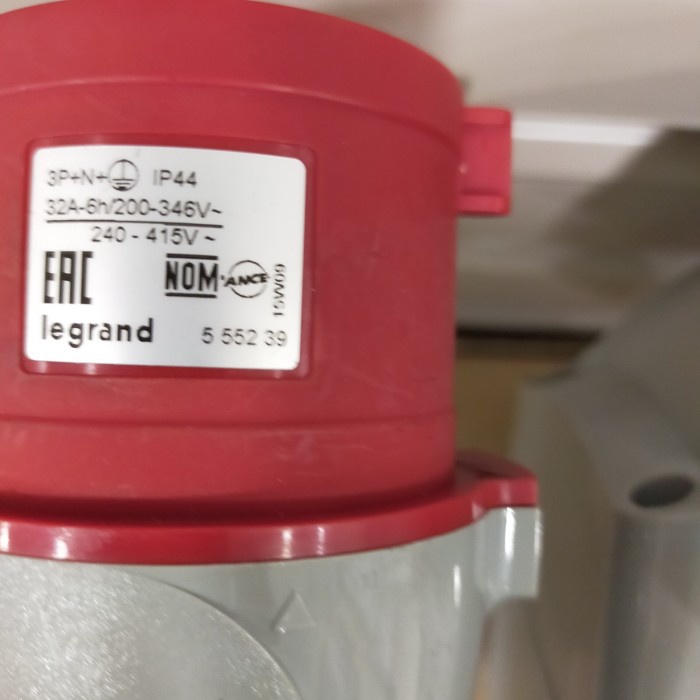 3P+N+⏚ IP44
32A-6h/200-346V~
240 - 415V ~
EAC NOM ANCE 15W09
legrand 5 552 39